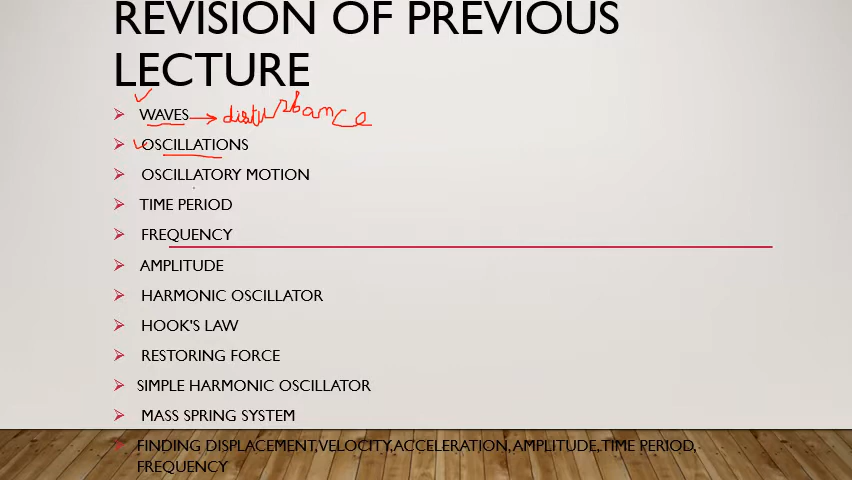 REVISION OF PREVIOUS
LECTURE
WAVES → disturbance
OSCILLATIONS
OSCILLATORY MOTION
TIME PERIOD
FREQUENCY
AMPLITUDE
HARMONIC OSCILLATOR
HOOK'S LAW
RESTORING FORCE
SIMPLE HARMONIC OSCILLATOR
MASS SPRING SYSTEM
FINDING DISPLACEMENT,VELOCITY,ACCELERATION,AMPLITUDE,TIME PERIOD,
FREQUENCY